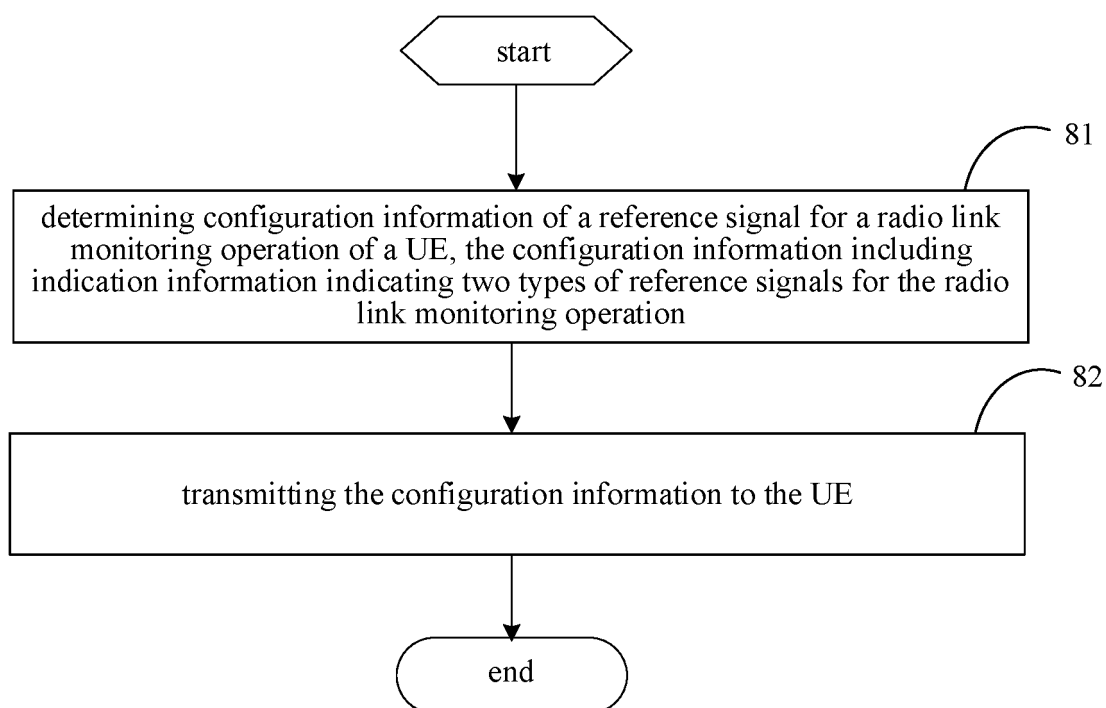 start
81
determining configuration information of a reference signal for a radio link
monitoring operation of a UE, the configuration information including
indication information indicating two types of reference signals for the radio
link monitoring operation
82
transmitting the configuration information to the UE
end